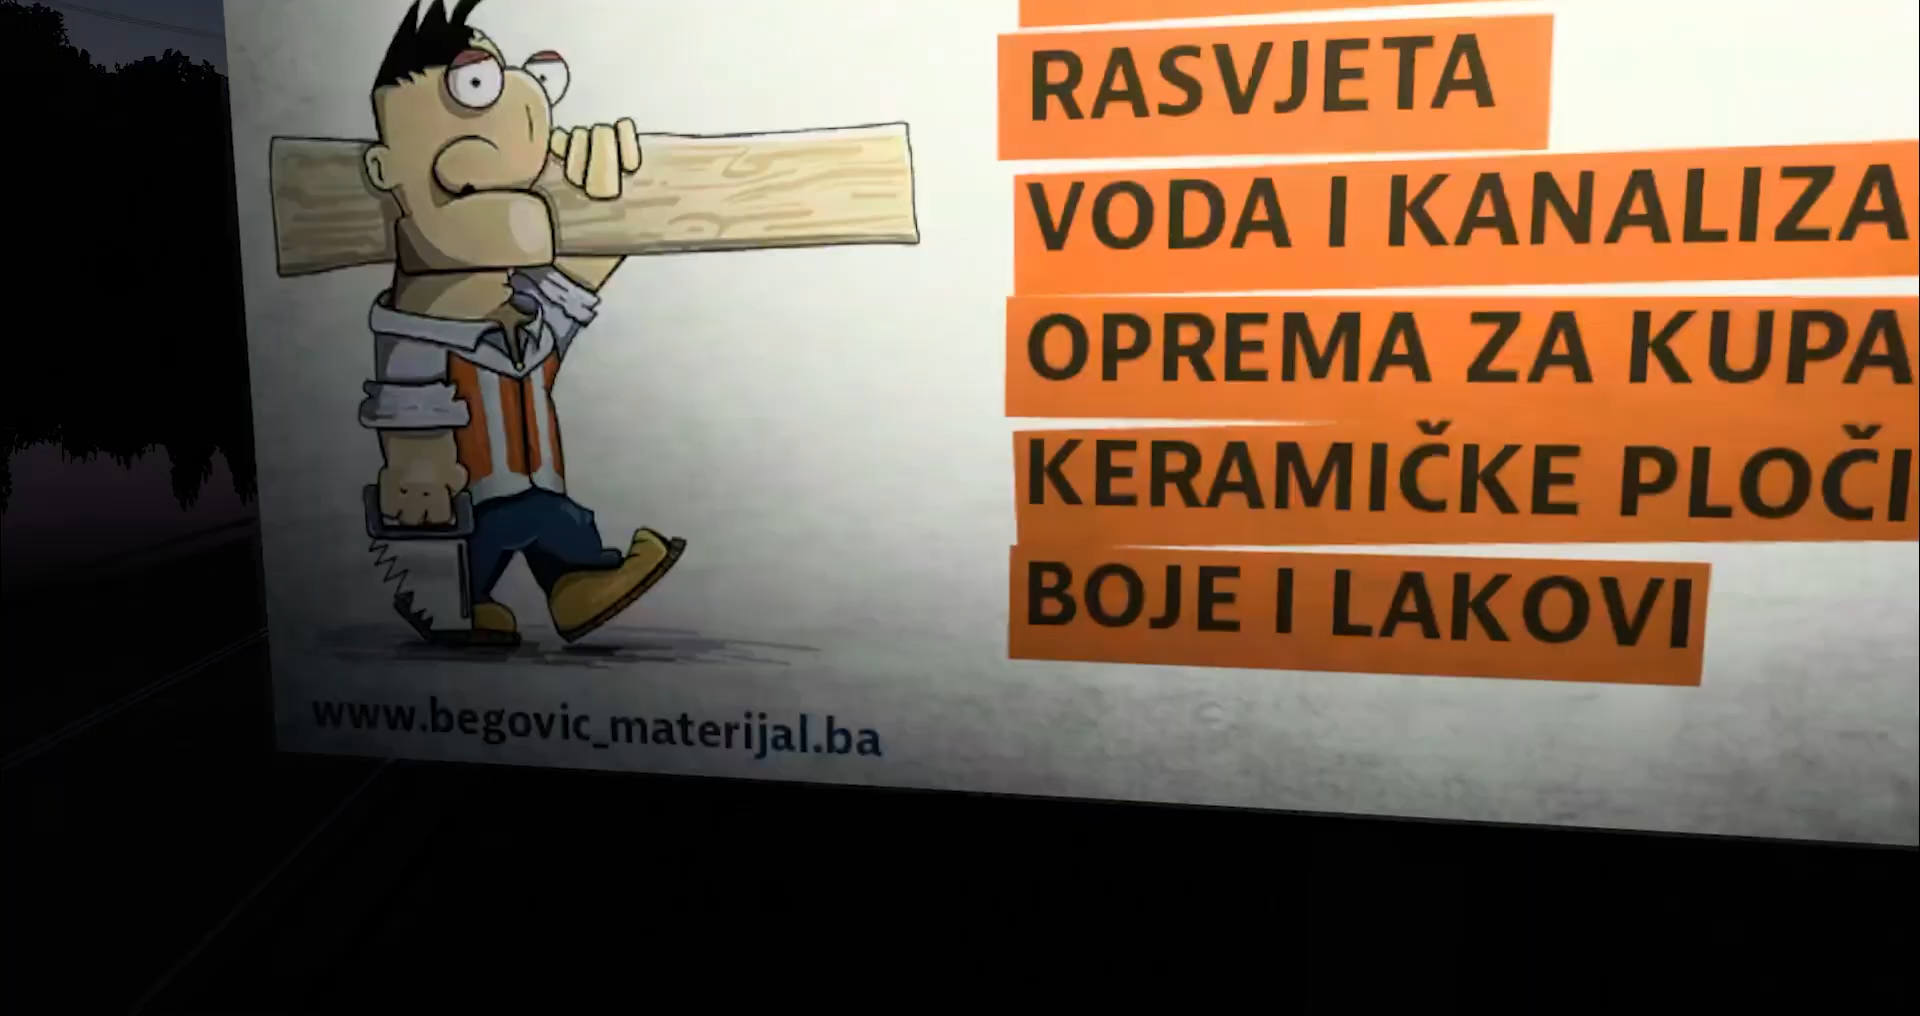 RASVJETA
VODA I KANALIZA
OPREMA ZA KUPA
KERAMIČKE PLOČI
BOJE I LAKOVI
www.begovic_materijal.ba